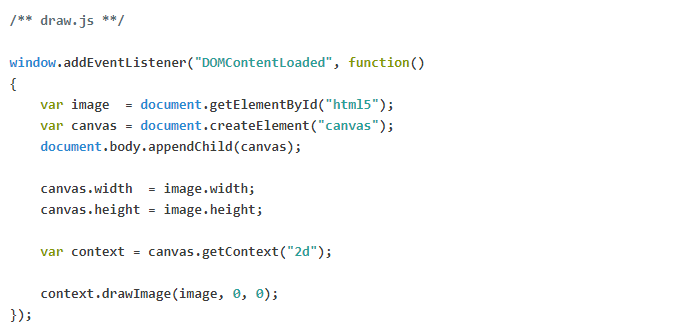 /** draw.js **/

window.addEventListener("DOMContentLoaded", function()
{
    var image  = document.getElementById("html5");
    var canvas = document.createElement("canvas");
    document.body.appendChild(canvas);

    canvas.width  = image.width;
    canvas.height = image.height;

    var context = canvas.getContext("2d");

    context.drawImage(image, 0, 0);
});